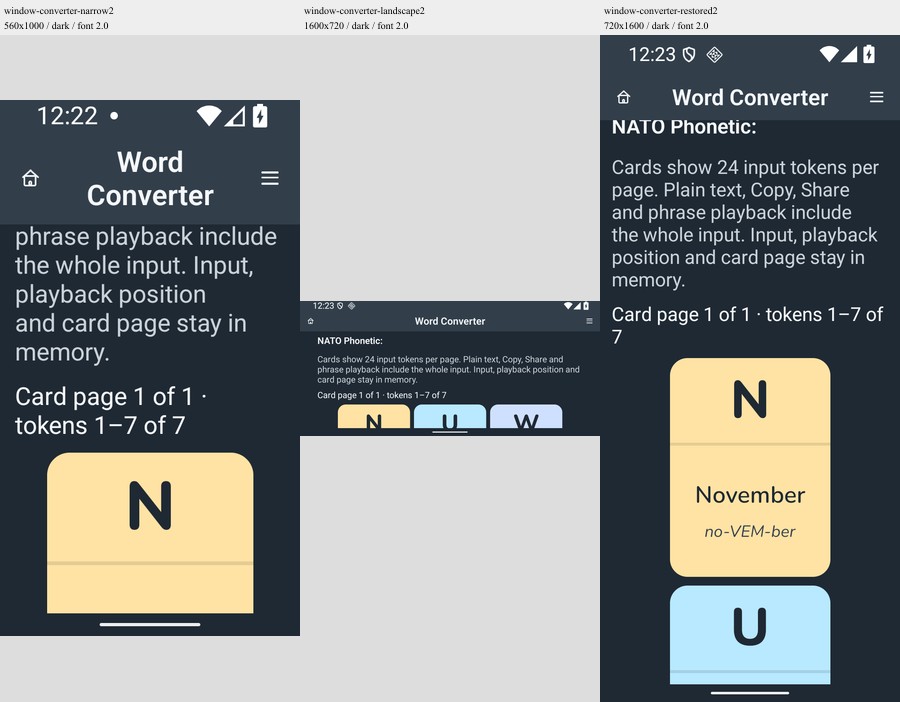 window-converter-narrow2
560x1000 / dark / font 2.0
12:22
Word
Converter
phrase playback include
the whole input. Input,
playback position
and card page stay in
memory.
Card page 1 of 1 ·
tokens 1–7 of 7
N
window-converter-landscape2
1600x720 / dark / font 2.0
12:23
Word Converter
NATO Phonetic:
Cards show 24 input tokens per page. Plain text, Copy, Share and
phrase playback include the whole input. Input, playback position and
card page stay in memory.
Card page 1 of 1 · tokens 1–7 of 7
N U W
window-converter-restored2
720x1600 / dark / font 2.0
12:23
Word Converter
NATO Phonetic:
Cards show 24 input tokens per
page. Plain text, Copy, Share
and phrase playback include
the whole input. Input, playback
position and card page stay in
memory.
Card page 1 of 1 · tokens 1–7 of
7
N
November
no-VEM-ber
U